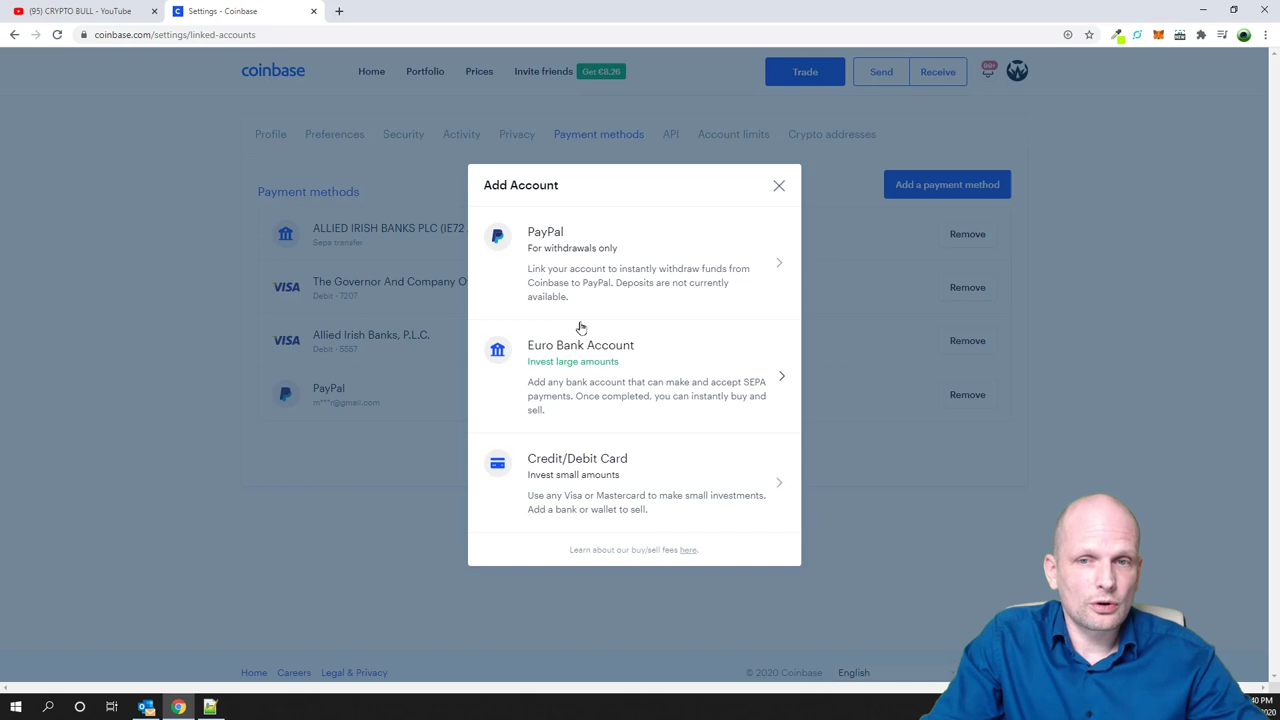 (95) CRYPTO BULL - YouTube
Settings - Coinbase
coinbase.com/settings/linked-accounts
coinbase
Home
Portfolio
Prices
Invite friends
Get €8.26
Trade
Send
Receive
99+
Profile
Preferences
Security
Activity
Privacy
Payment methods
API
Account limits
Crypto addresses
Payment methods
Add a payment method
ALLIED IRISH BANKS PLC (IE72
Sepa transfer
Remove
VISA
The Governor And Company O
Debit - 7207
Remove
VISA
Allied Irish Banks, P.L.C.
Debit - 5557
Remove
PayPal
m***r@gmail.com
Remove
Add Account
PayPal
For withdrawals only
Link your account to instantly withdraw funds from
Coinbase to PayPal. Deposits are not currently
available.
Euro Bank Account
Invest large amounts
Add any bank account that can make and accept SEPA
payments. Once completed, you can instantly buy and
sell.
Credit/Debit Card
Invest small amounts
Use any Visa or Mastercard to make small investments.
Add a bank or wallet to sell.
Learn about our buy/sell fees here.
Home
Careers
Legal & Privacy
© 2020 Coinbase
English
:40 PM
2020